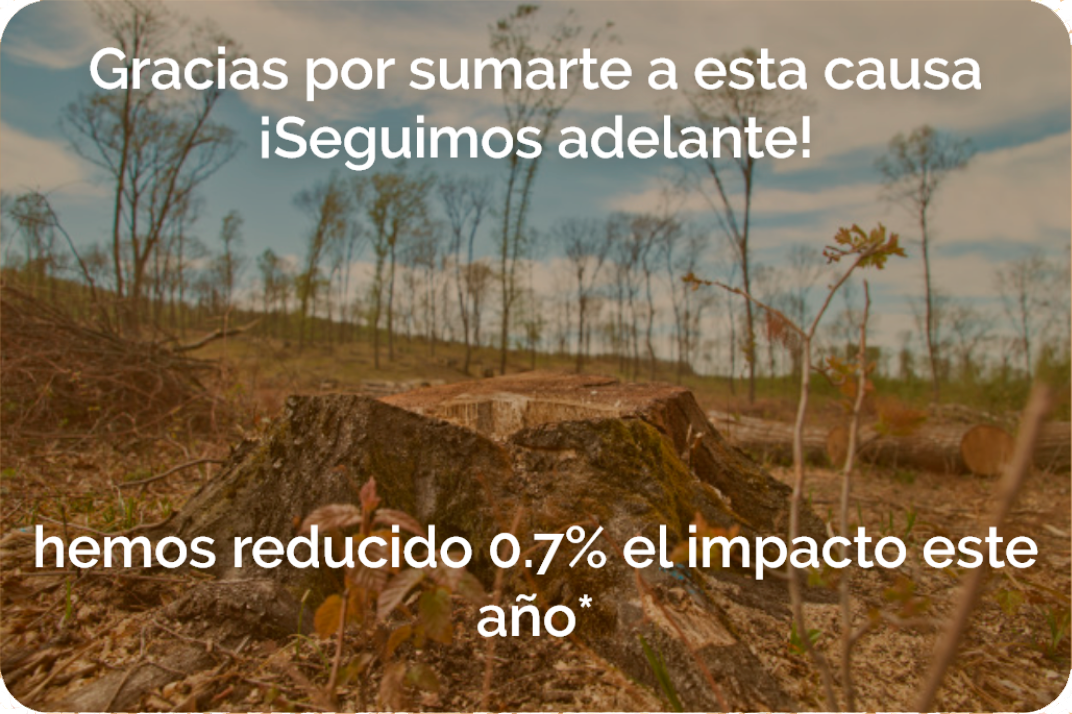 Gracias por sumarte a esta causa
¡Seguimos adelante!
hemos reducido 0.7% el impacto este
año*